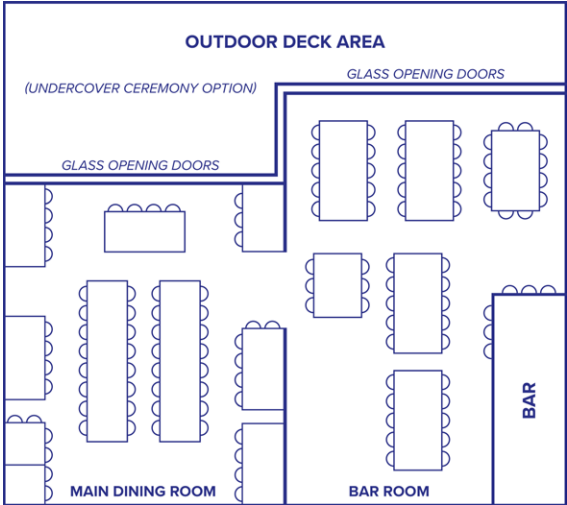 OUTDOOR DECK AREA
GLASS OPENING DOORS
(UNDERCOVER CEREMONY OPTION)
GLASS OPENING DOORS
BAR
MAIN DINING ROOM
BAR ROOM